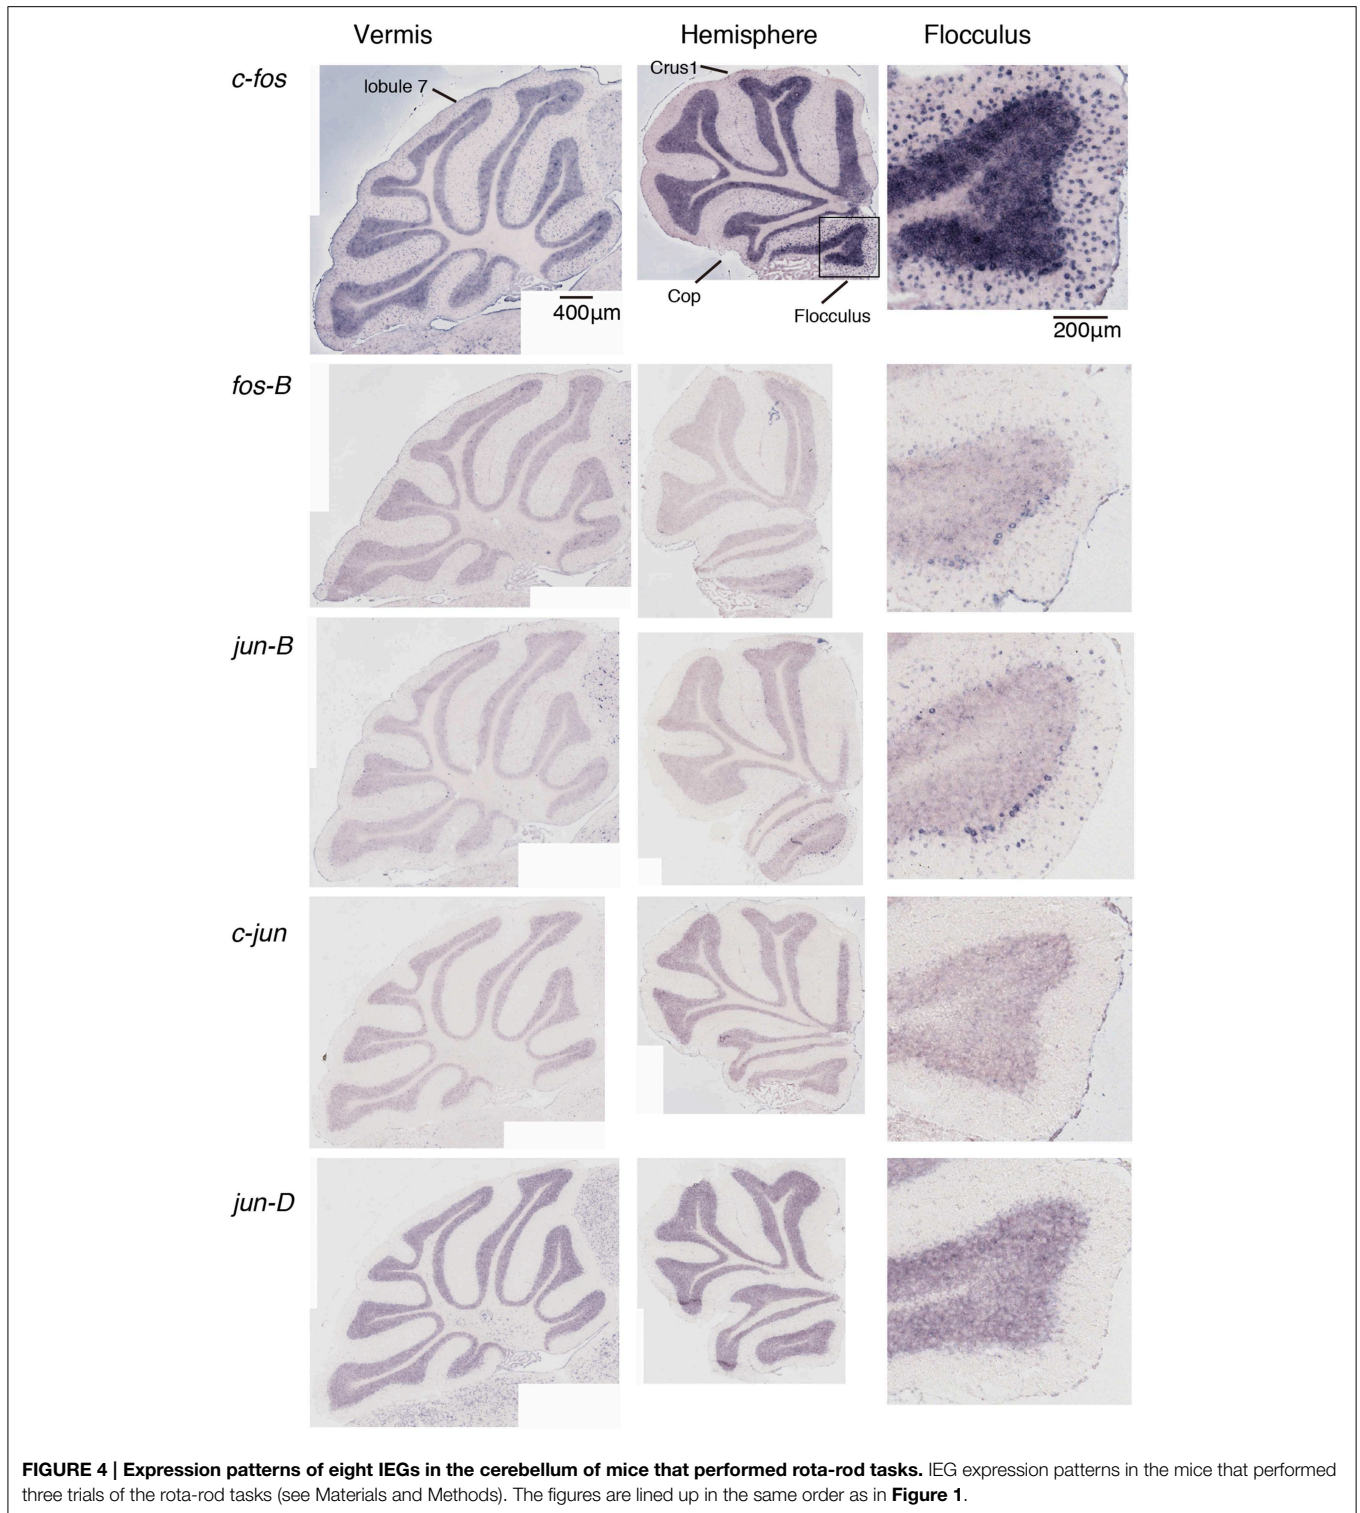 Vermis
Hemisphere
Flocculus
c-fos
lobule 7
Crus1
400µm
Cop
Flocculus
200µm
fos-B
jun-B
c-jun
jun-D
FIGURE 4 | Expression patterns of eight IEGs in the cerebellum of mice that performed rota-rod tasks. IEG expression patterns in the mice that performed
three trials of the rota-rod tasks (see Materials and Methods). The figures are lined up in the same order as in Figure 1.